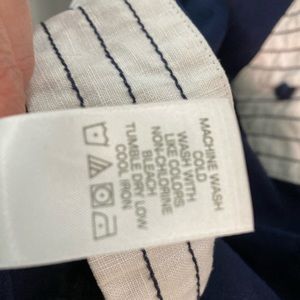 MACHINE WASH
COLD
WASH WITH
LIKE COLORS
NON-CHLORINE
BLEACH
TUMBLE DRY LOW
COOL IRON